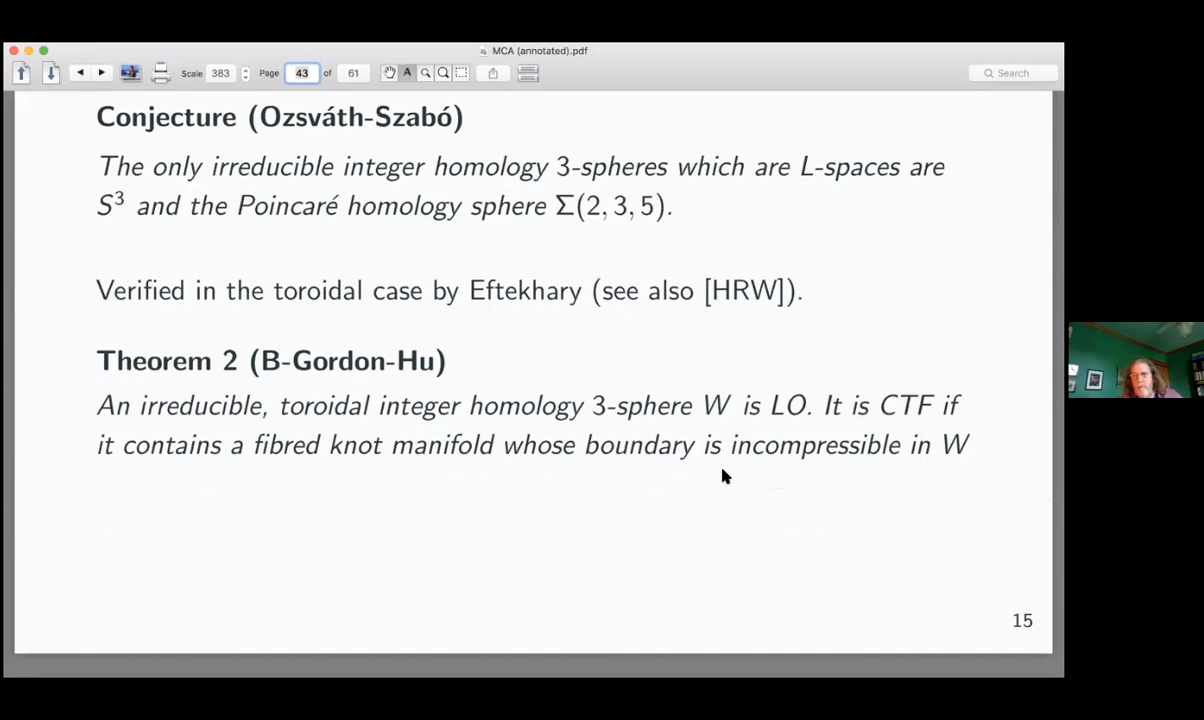 MCA (annotated).pdf
Scale 383 Page 43 of 61 A Search
Conjecture (Ozsváth-Szabó)
The only irreducible integer homology 3-spheres which are L-spaces are
S³ and the Poincaré homology sphere Σ(2, 3, 5).
Verified in the toroidal case by Eftekhary (see also [HRW]).
Theorem 2 (B-Gordon-Hu)
An irreducible, toroidal integer homology 3-sphere W is LO. It is CTF if
it contains a fibred knot manifold whose boundary is incompressible in W
15